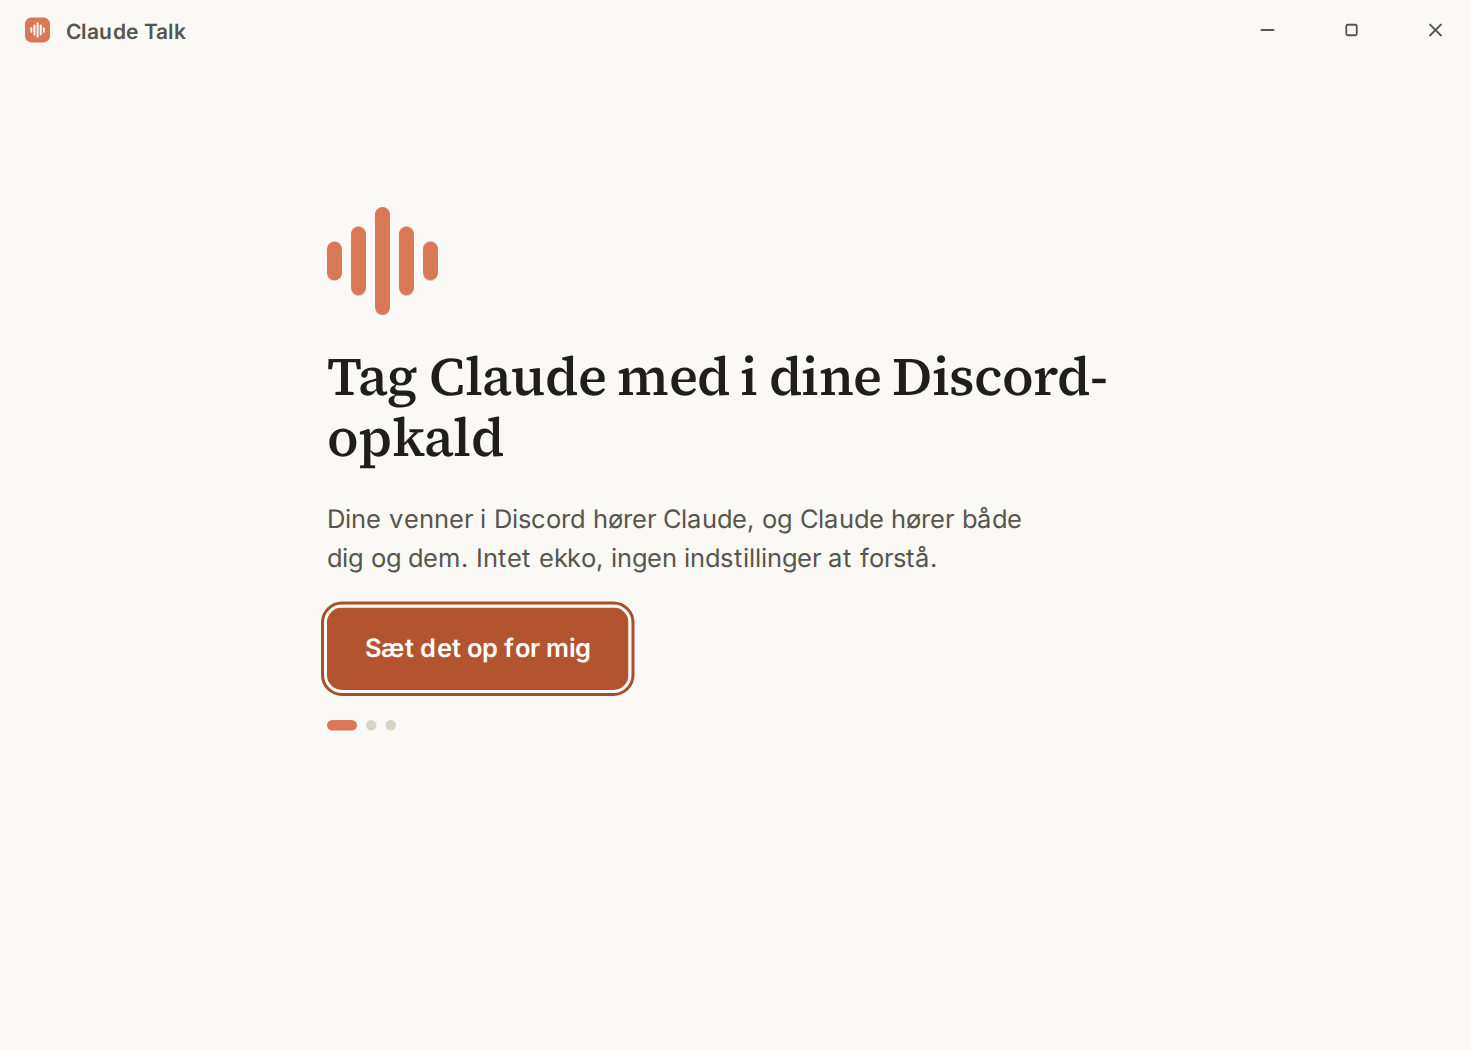 Claude Talk
Tag Claude med i dine Discord-
opkald
Dine venner i Discord hører Claude, og Claude hører både
dig og dem. Intet ekko, ingen indstillinger at forstå.
Sæt det op for mig